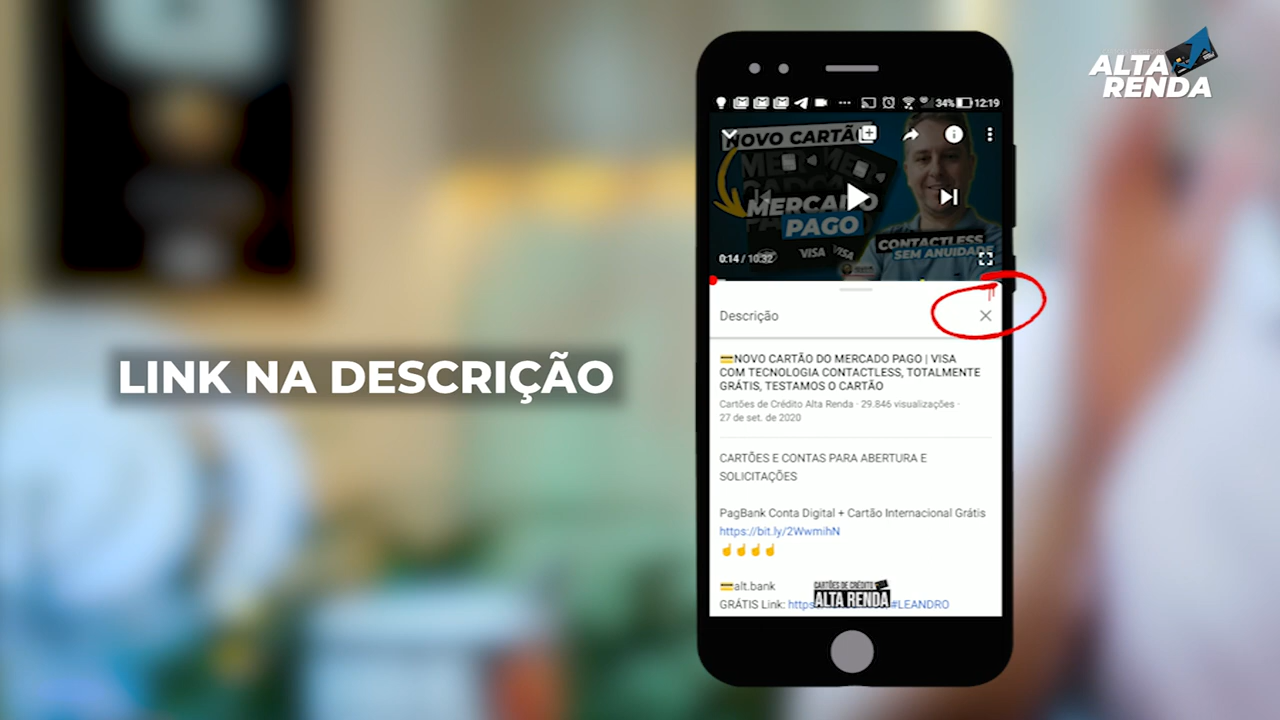 ALTA
RENDA
34% 12:19
NOVO CARTÃO
MERCADO
PAGO
VISA
VISA
CONTACTLESS
SEM ANUIDADE
0:14 / 10:32
LINK NA DESCRIÇÃO
Descrição
💳NOVO CARTÃO DO MERCADO PAGO | VISA
COM TECNOLOGIA CONTACTLESS, TOTALMENTE
GRÁTIS, TESTAMOS O CARTÃO
Cartões de Crédito Alta Renda · 29.846 visualizações ·
27 de set. de 2020
CARTÕES E CONTAS PARA ABERTURA E
SOLICITAÇÕES
PagBank Conta Digital + Cartão Internacional Grátis
https://bit.ly/2WwmihN
☝☝☝☝
💳alt.bank
GRÁTIS Link: https #LEANDRO
CARTÕES DE CRÉDITO
ALTA RENDA